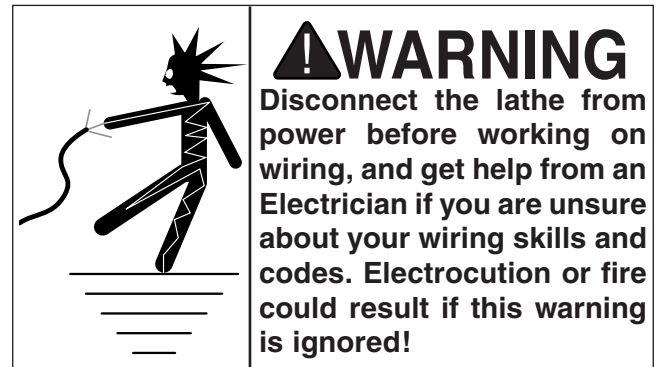 WARNING
Disconnect the lathe from
power before working on
wiring, and get help from an
Electrician if you are unsure
about your wiring skills and
codes. Electrocution or fire
could result if this warning
is ignored!